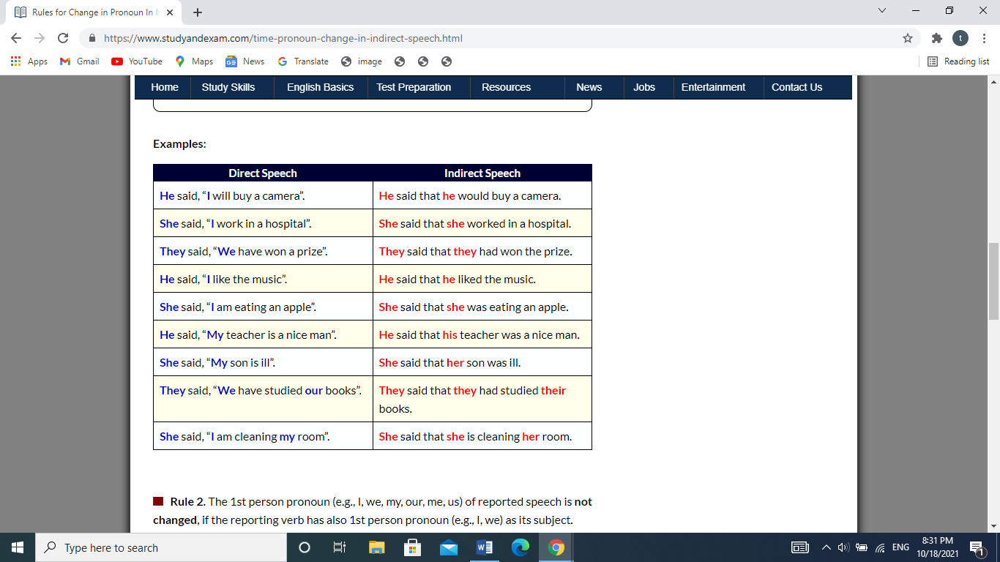 Rules for Change in Pronoun In I
https://www.studyandexam.com/time-pronoun-change-in-indirect-speech.html
t
Apps Gmail YouTube Maps News Translate image Reading list
Home Study Skills English Basics Test Preparation Resources News Jobs Entertainment Contact Us
Examples:
Direct Speech Indirect Speech
He said, “I will buy a camera”. He said that he would buy a camera.
She said, “I work in a hospital”. She said that she worked in a hospital.
They said, “We have won a prize”. They said that they had won the prize.
He said, “I like the music”. He said that he liked the music.
She said, “I am eating an apple”. She said that she was eating an apple.
He said, “My teacher is a nice man”. He said that his teacher was a nice man.
She said, “My son is ill”. She said that her son was ill.
They said, “We have studied our books”. They said that they had studied their
books.
She said, “I am cleaning my room”. She said that she is cleaning her room.
Rule 2. The 1st person pronoun (e.g., I, we, my, our, me, us) of reported speech is not
changed, if the reporting verb has also 1st person pronoun (e.g., I, we) as its subject.
Type here to search
ENG
8:31 PM
10/18/2021
1